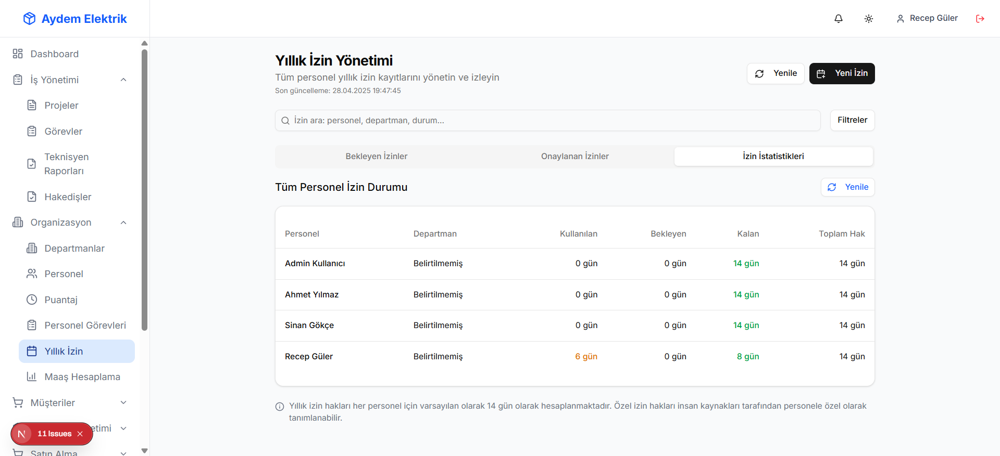 Aydem Elektrik
Recep Güler
Dashboard
İş Yönetimi
Projeler
Görevler
Teknisyen
Raporları
Hakedişler
Organizasyon
Departmanlar
Personel
Puantaj
Personel Görevleri
Yıllık İzin
Maaş Hesaplama
Müşteriler
etimi
N 11 Issues
Satın Alma
Yıllık İzin Yönetimi
Tüm personel yıllık izin kayıtlarını yönetin ve izleyin
Son güncelleme: 28.04.2025 19:47:45
Yenile
Yeni İzin
İzin ara: personel, departman, durum...
Filtreler
Bekleyen İzinler Onaylanan İzinler İzin İstatistikleri
Tüm Personel İzin Durumu
Yenile
Personel Departman Kullanılan Bekleyen Kalan Toplam Hak
Admin Kullanıcı Belirtilmemiş 0 gün 0 gün 14 gün 14 gün
Ahmet Yılmaz Belirtilmemiş 0 gün 0 gün 14 gün 14 gün
Sinan Gökçe Belirtilmemiş 0 gün 0 gün 14 gün 14 gün
Recep Güler Belirtilmemiş 6 gün 0 gün 8 gün 14 gün
Yıllık izin hakları her personel için varsayılan olarak 14 gün olarak hesaplanmaktadır. Özel izin hakları insan kaynakları tarafından personele özel olarak
tanımlanabilir.